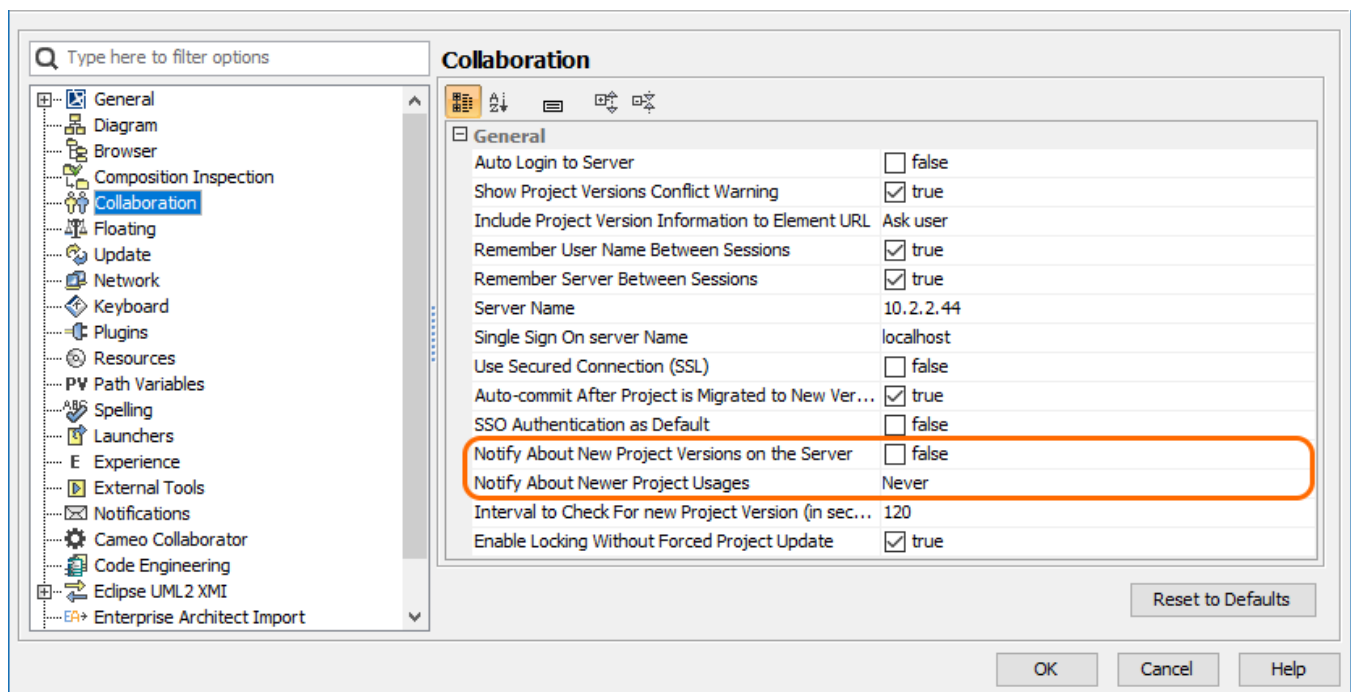 Type here to filter options
General
Diagram
Browser
Composition Inspection
Collaboration
Floating
Update
Network
Keyboard
Plugins
Resources
PV Path Variables
ABC Spelling
Launchers
E Experience
External Tools
Notifications
Cameo Collaborator
Code Engineering
Eclipse UML2 XMI
EA Enterprise Architect Import
Collaboration
General
Auto Login to Server false
Show Project Versions Conflict Warning true
Include Project Version Information to Element URL Ask user
Remember User Name Between Sessions true
Remember Server Between Sessions true
Server Name 10.2.2.44
Single Sign On server Name localhost
Use Secured Connection (SSL) false
Auto-commit After Project is Migrated to New Ver... true
SSO Authentication as Default false
Notify About New Project Versions on the Server false
Notify About Newer Project Usages Never
Interval to Check For new Project Version (in sec... 120
Enable Locking Without Forced Project Update true
Reset to Defaults
OK Cancel Help